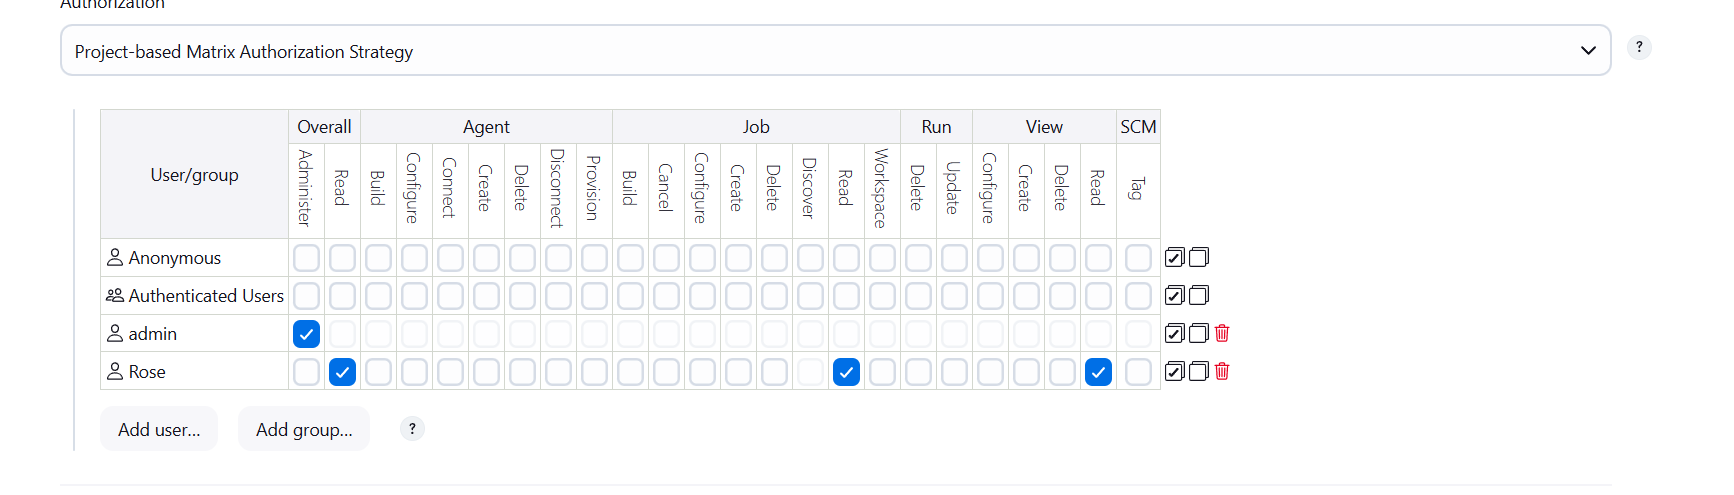 Authorization
Project-based Matrix Authorization Strategy
?
User/group Overall Agent Job Run View SCM
Administer Read Build Configure Connect Create Delete Disconnect Provision Build Cancel Configure Create Delete Discover Read Workspace Delete Update Configure Create Delete Read Tag
Anonymous
Authenticated Users
admin
Rose
Add user... Add group... ?